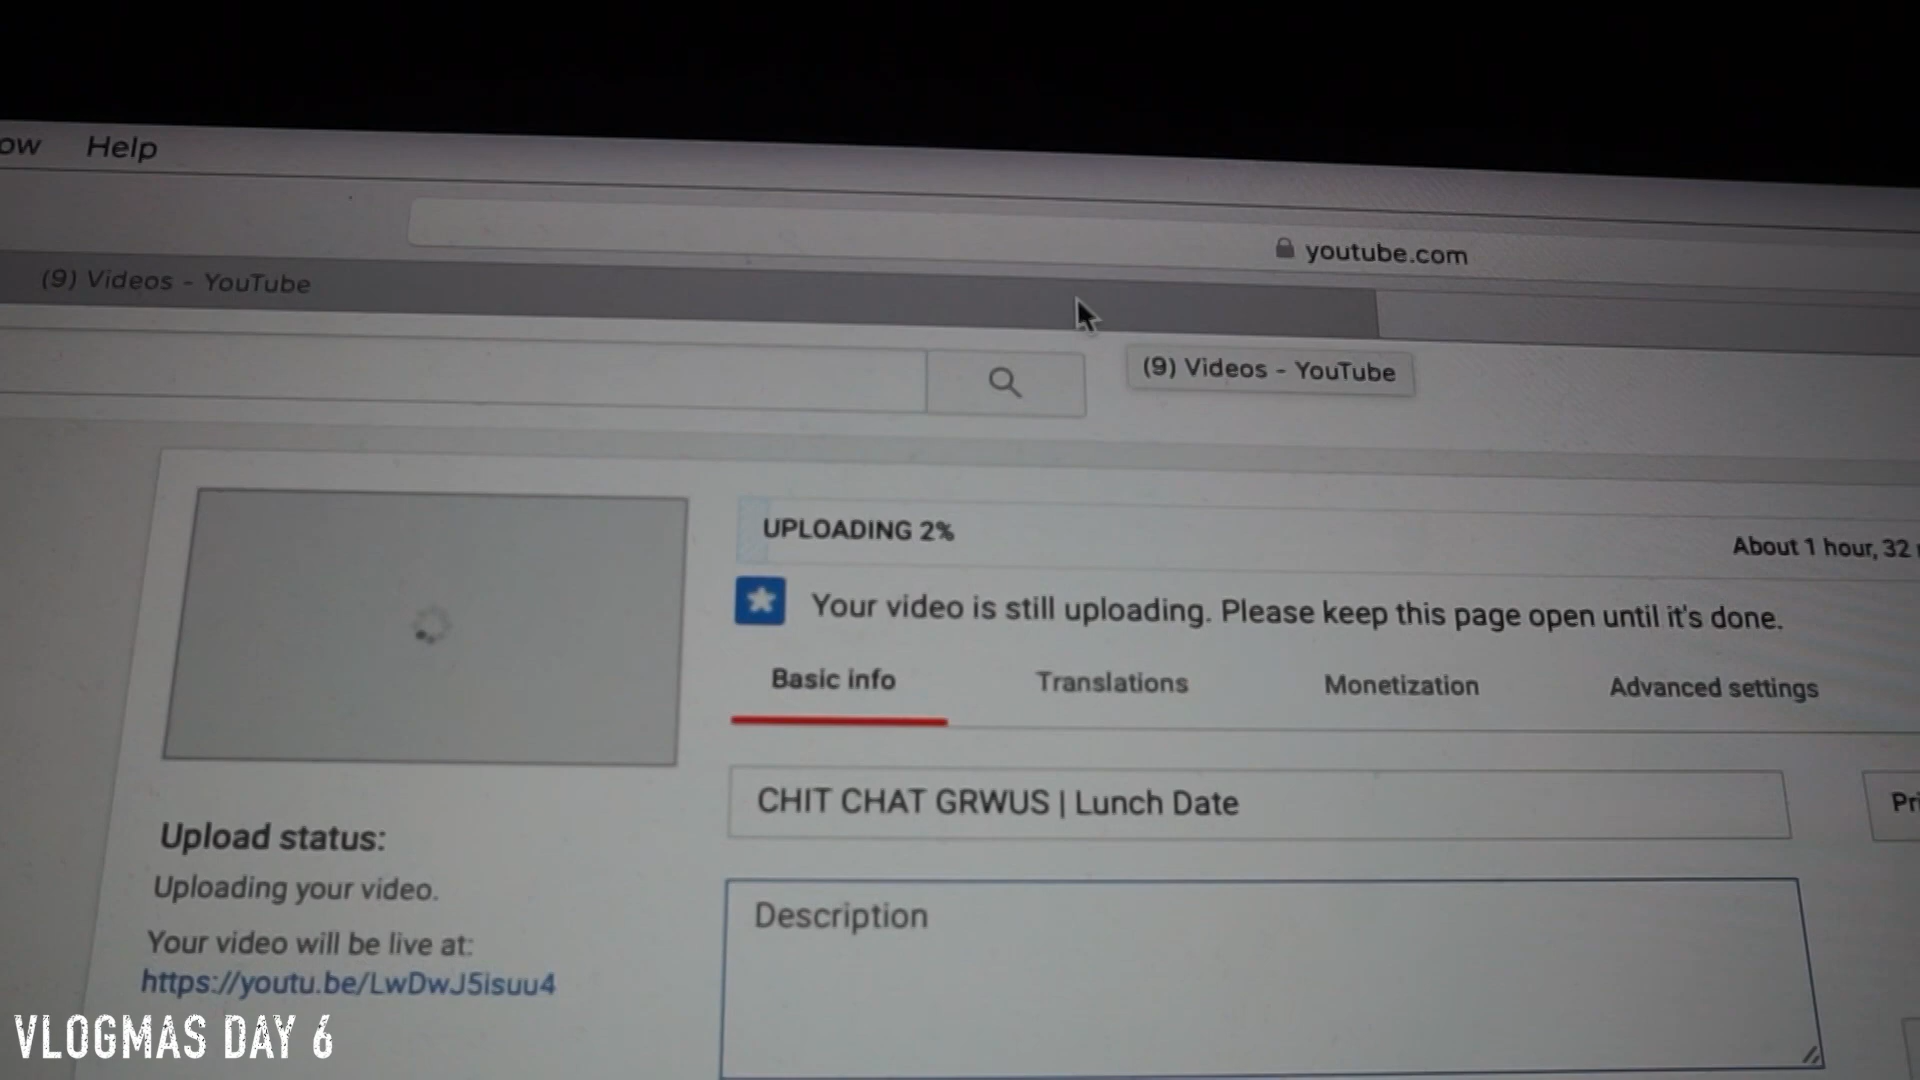 Help
youtube.com
(9) Videos - YouTube
(9) Videos - YouTube
UPLOADING 2%
About 1 hour, 32
Your video is still uploading. Please keep this page open until it's done.
Basic info
Translations
Monetization
Advanced settings
CHIT CHAT GRWUS | Lunch Date
Upload status:
Uploading your video.
Description
Your video will be live at:
https://youtu.be/LwDwJ5isuu4
VLOGMAS DAY 6